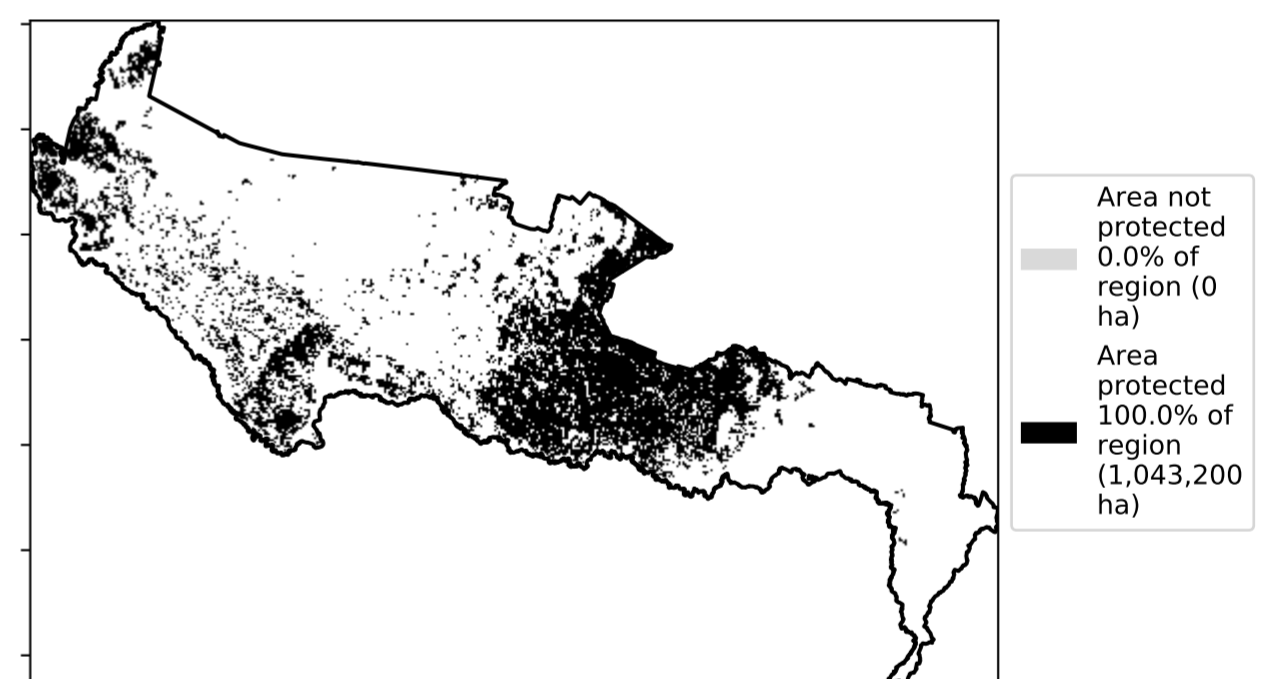 Area not
protected
0.0% of
region (0
ha)
Area
protected
100.0% of
region
(1,043,200
ha)